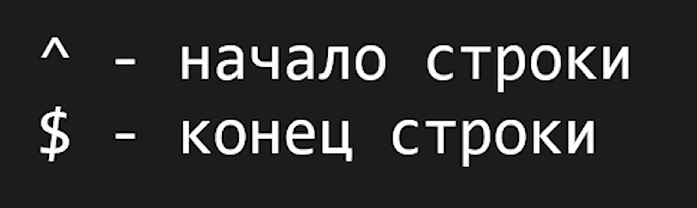 ^ - начало строки
$ - конец строки